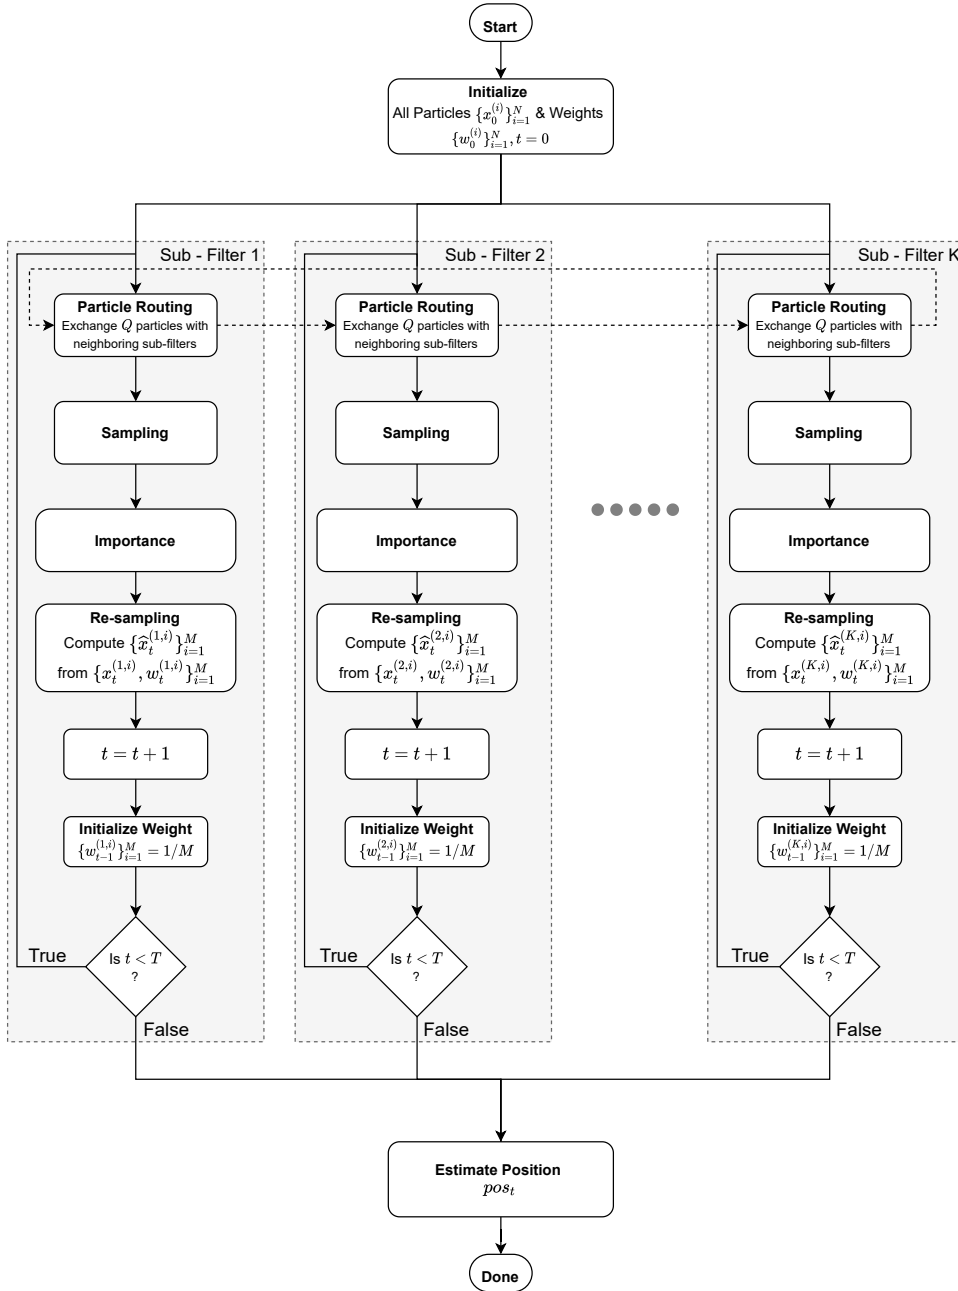 Start
Initialize
All Particles $\{x_0^{(i)}\}_{i=1}^N$ & Weights
$\{w_0^{(i)}\}_{i=1}^N, t = 0$
Sub - Filter 1
Particle Routing
Exchange $Q$ particles with
neighboring sub-filters
Sampling
Importance
Re-sampling
Compute $\{\widehat{x}_t^{(1,i)}\}_{i=1}^M$
from $\{x_t^{(1,i)}, w_t^{(1,i)}\}_{i=1}^M$
$t = t + 1$
Initialize Weight
$\{w_{t-1}^{(1,i)}\}_{i=1}^M = 1/M$
Is $t < T$
?
True
False
Sub - Filter 2
Particle Routing
Exchange $Q$ particles with
neighboring sub-filters
Sampling
Importance
Re-sampling
Compute $\{\widehat{x}_t^{(2,i)}\}_{i=1}^M$
from $\{x_t^{(2,i)}, w_t^{(2,i)}\}_{i=1}^M$
$t = t + 1$
Initialize Weight
$\{w_{t-1}^{(2,i)}\}_{i=1}^M = 1/M$
Is $t < T$
?
True
False
Sub - Filter K
Particle Routing
Exchange $Q$ particles with
neighboring sub-filters
Sampling
Importance
Re-sampling
Compute $\{\widehat{x}_t^{(K,i)}\}_{i=1}^M$
from $\{x_t^{(K,i)}, w_t^{(K,i)}\}_{i=1}^M$
$t = t + 1$
Initialize Weight
$\{w_{t-1}^{(K,i)}\}_{i=1}^M = 1/M$
Is $t < T$
?
True
False
Estimate Position
$pos_t$
Done